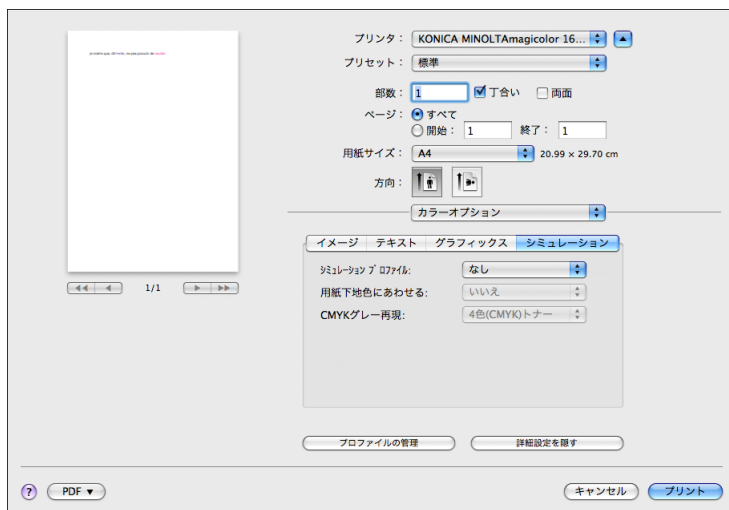 プリンタ： KONICA MINOLTAmagicolor 16...
プリセット： 標準
部数： 1 丁合い 両面
ページ： すべて
開始： 1 終了： 1
用紙サイズ： A4 20.99 × 29.70 cm
方向：
カラーオプション
イメージ テキスト グラフィックス シミュレーション
ｼﾐｭﾚｰｼｮﾝ ﾌﾟﾛﾌｧｲﾙ: なし
用紙下地色にあわせる: いいえ
CMYKグレー再現: 4色(CMYK)トナー
1/1
プロファイルの管理 詳細設定を隠す
? PDF ▼ キャンセル プリント